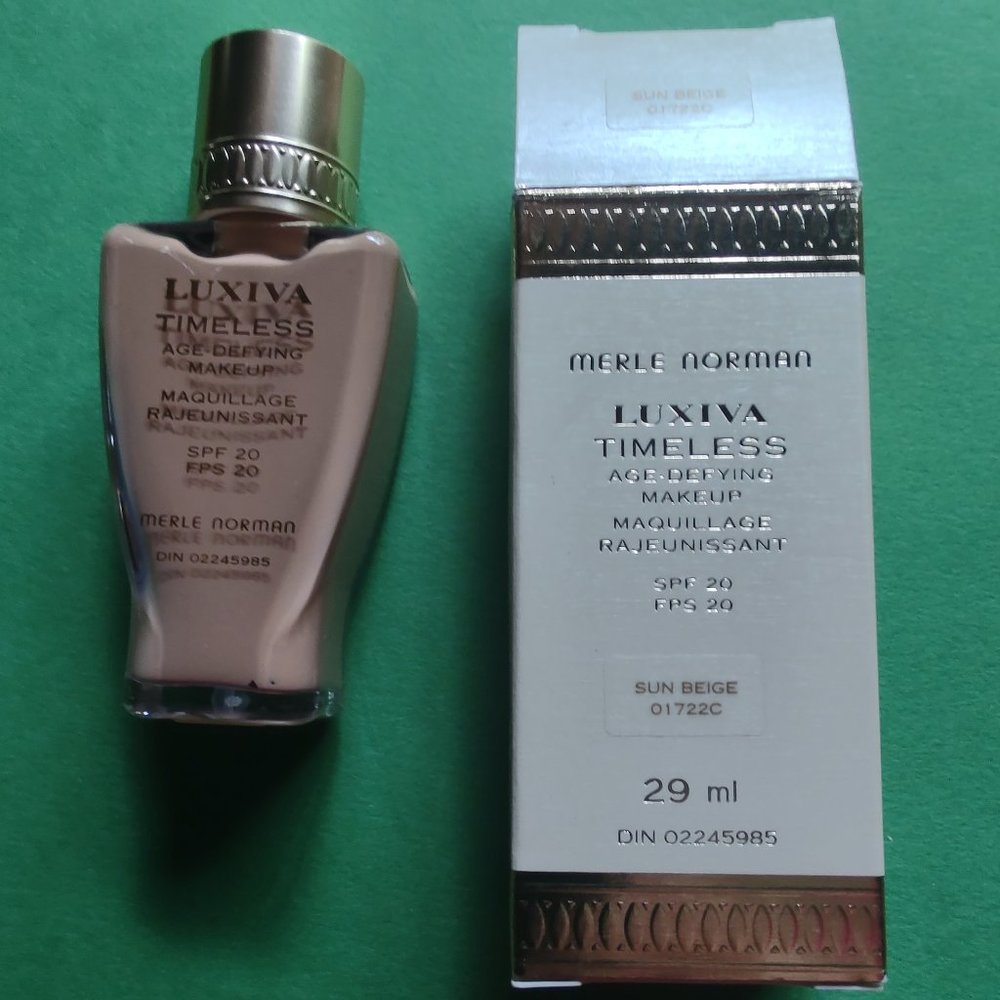 LUXIVA
TIMELESS
AGE-DEFYING
MAKEUP
MAQUILLAGE
RAJEUNISSANT
SPF 20
FPS 20
MERLE NORMAN
DIN 02245985
SUN BEIGE
01722C
MERLE NORMAN
LUXIVA
TIMELESS
AGE-DEFYING
MAKEUP
MAQUILLAGE
RAJEUNISSANT
SPF 20
FPS 20
SUN BEIGE
01722C
29 ml
DIN 02245985